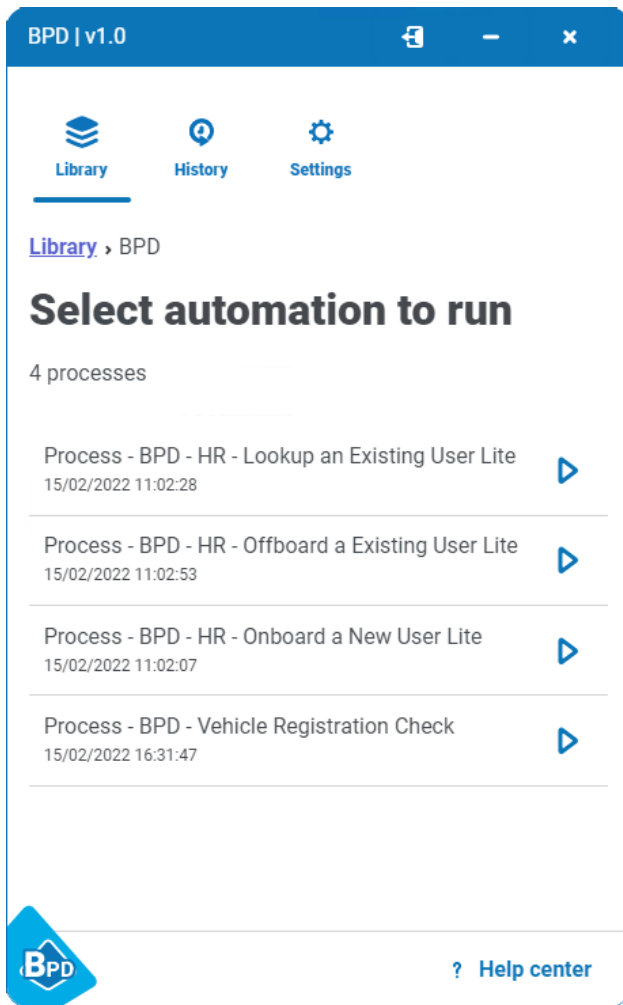 BPD | v1.0
Library History Settings
Library › BPD
Select automation to run
4 processes
Process - BPD - HR - Lookup an Existing User Lite
15/02/2022 11:02:28
Process - BPD - HR - Offboard a Existing User Lite
15/02/2022 11:02:53
Process - BPD - HR - Onboard a New User Lite
15/02/2022 11:02:07
Process - BPD - Vehicle Registration Check
15/02/2022 16:31:47
BPD
? Help center